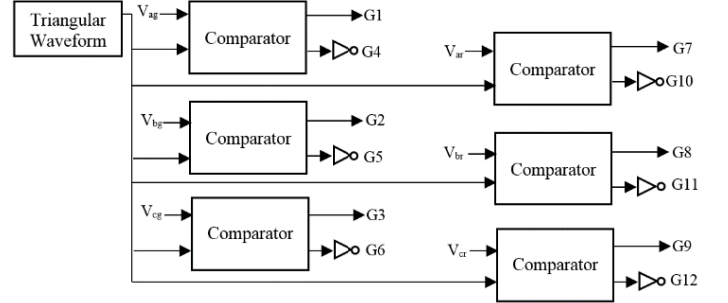 Triangular
Waveform
Vag
Comparator
G1
G4
Var
Comparator
G7
G10
Vbg
Comparator
G2
G5
Vbr
Comparator
G8
G11
Vcg
Comparator
G3
G6
Vcr
Comparator
G9
G12